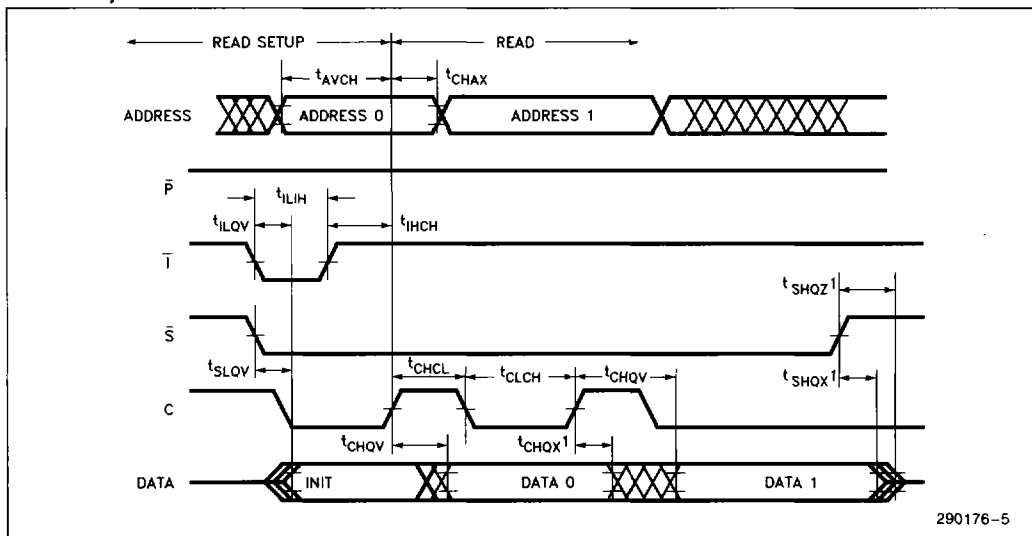 READ SETUP READ
tAVCH tCHAX
ADDRESS ADDRESS 0 ADDRESS 1
P̅
tILIH
tILQV tIHCH
I̅
tSHQZ1
S̅
tSLQV tCHCL tCLCH tCHQV tSHQX1
C
tCHQV tCHQX1
DATA INIT DATA 0 DATA 1
290176-5